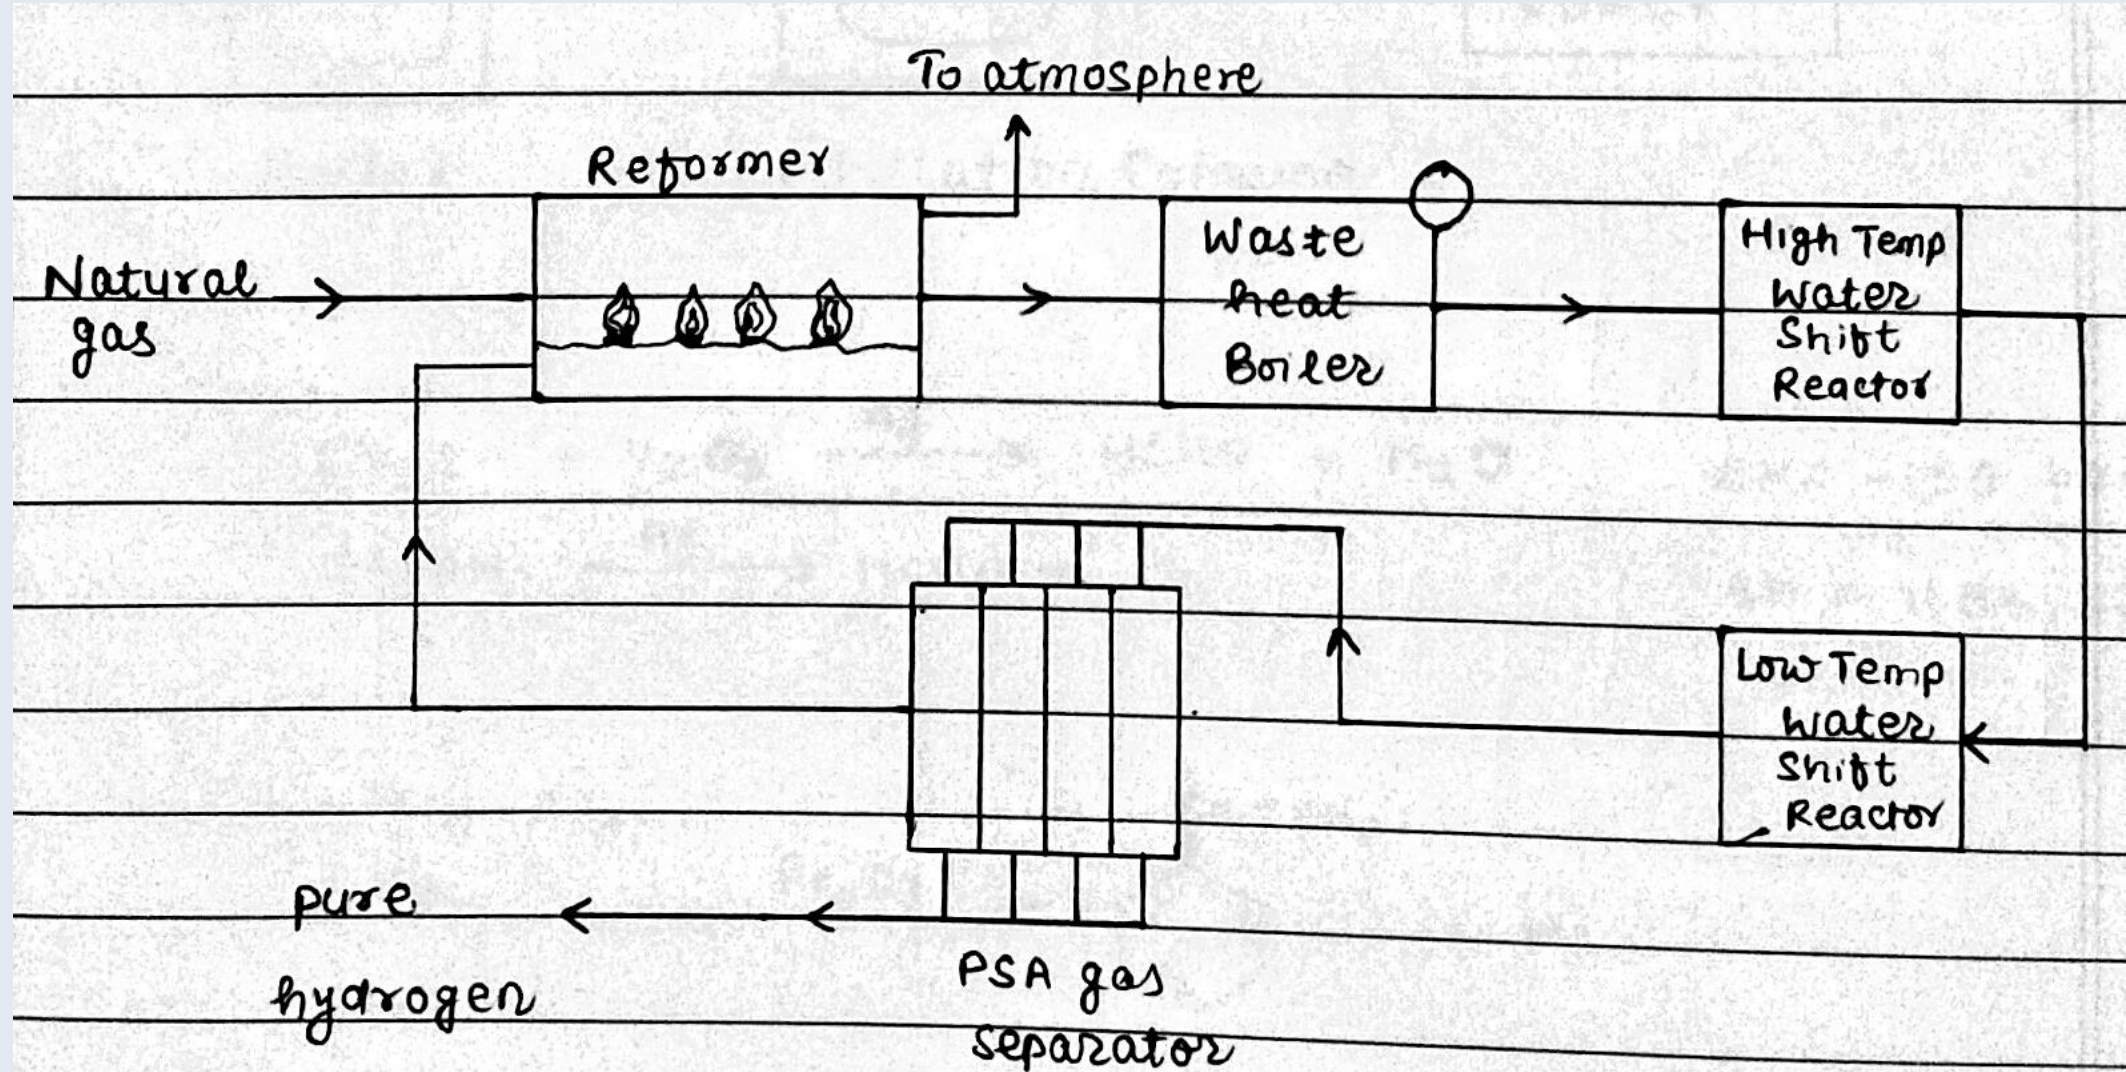 To atmosphere
Reformer
Natural
gas
Waste
heat
Boiler
High Temp
Water
Shift
Reactor
Low Temp
Water
Shift
Reactor
pure
hydrogen
PSA gas
separator